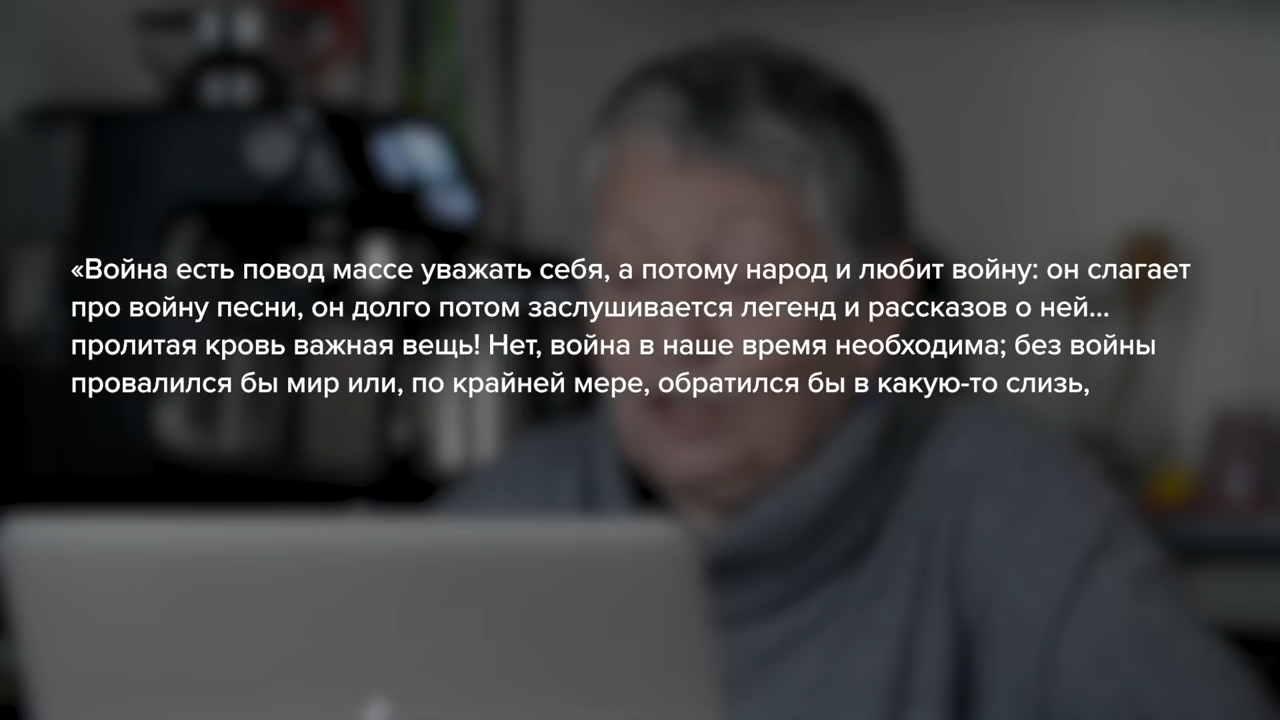 «Война есть повод массе уважать себя, а потому народ и любит войну: он слагает
про войну песни, он долго потом заслушивается легенд и рассказов о ней...
пролитая кровь важная вещь! Нет, война в наше время необходима; без войны
провалился бы мир или, по крайней мере, обратился бы в какую-то слизь,